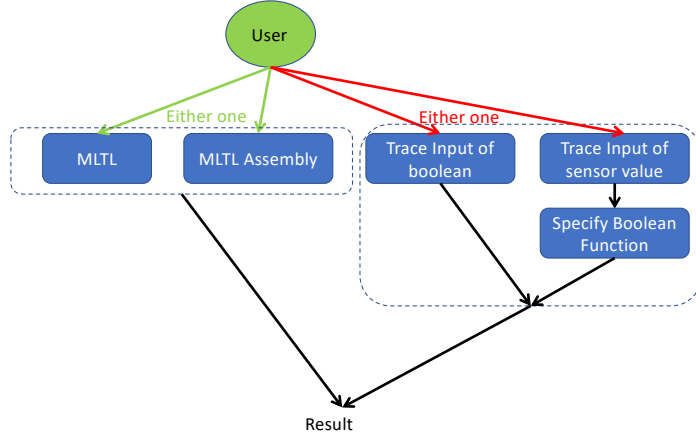 User
Either one
Either one
MLTL
MLTL Assembly
Trace Input of
boolean
Trace Input of
sensor value
Specify Boolean
Function
Result